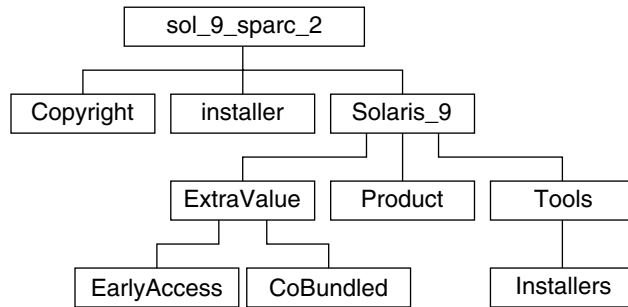 sol_9_sparc_2
Copyright
installer
Solaris_9
ExtraValue
Product
Tools
EarlyAccess
CoBundled
Installers